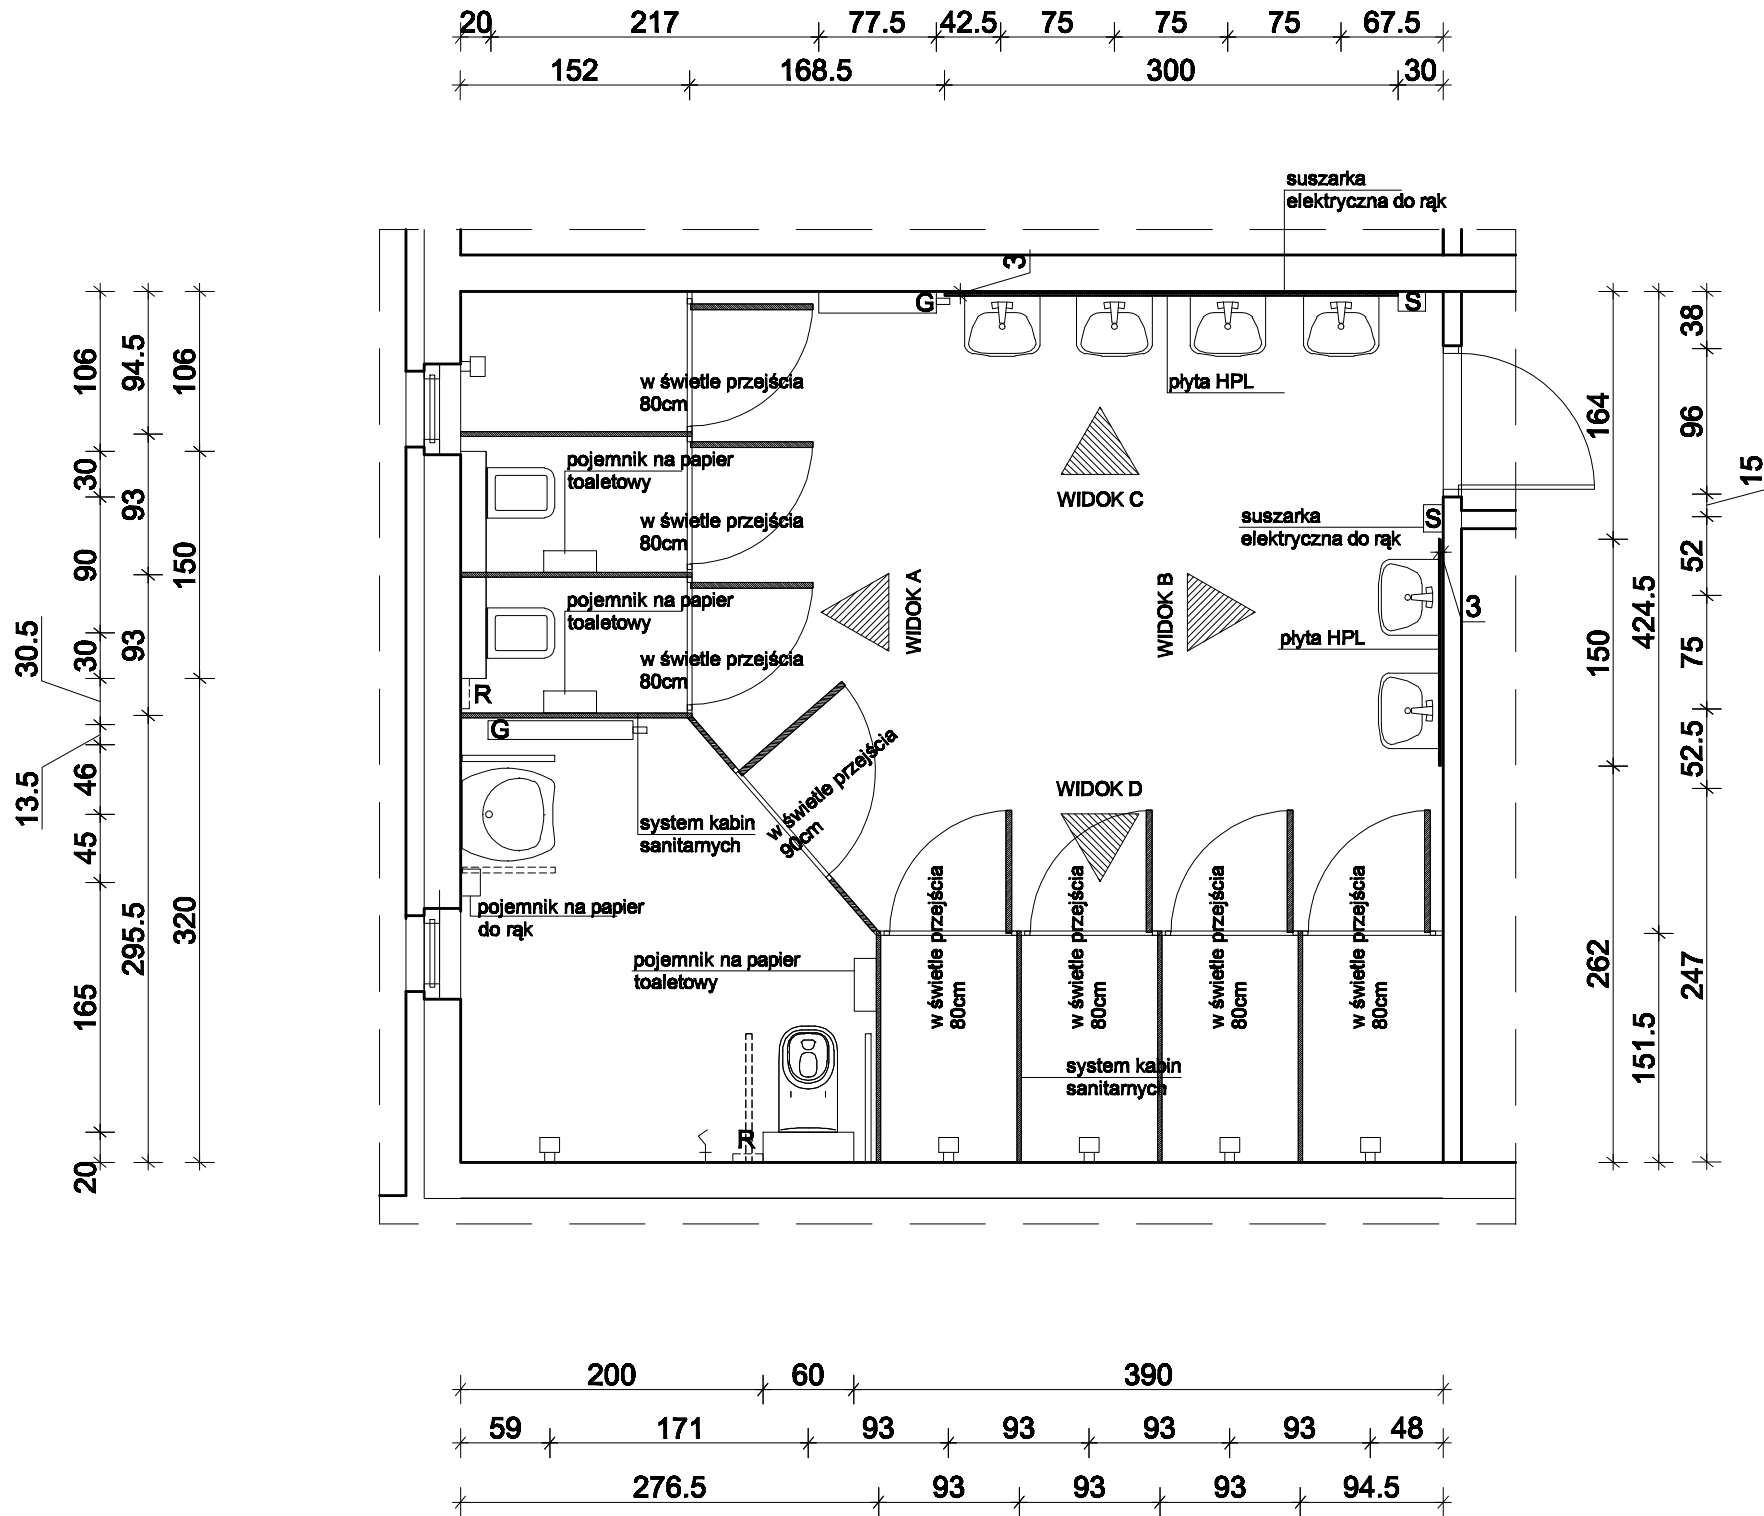 20 217 77.5 42.5 75 75 75 67.5
152 168.5 300 30
suszarka
elektryczna do rąk
3
G
S
38
106
94.5
106
w świetle przejścia
80cm
płyta HPL
164
96
30
93
pojemnik na papier
toaletowy
WIDOK C
15
w świetle przejścia
80cm
suszarka
elektryczna do rąk
S
90
150
52
WIDOK A
WIDOK B
pojemnik na papier
toaletowy
3
424.5
30.5
30
93
w świetle przejścia
80cm
płyta HPL
150
75
R
G
52.5
13.5
46
w świetle przejścia
90cm
WIDOK D
system kabin
sanitarnych
45
pojemnik na papier
do rąk
295.5
320
262
247
pojemnik na papier
toaletowy
w świetle przejścia
80cm
w świetle przejścia
80cm
w świetle przejścia
80cm
w świetle przejścia
80cm
165
151.5
system kabin
sanitarnych
R
20
200 60 390
59 171 93 93 93 93 48
276.5 93 93 93 94.5